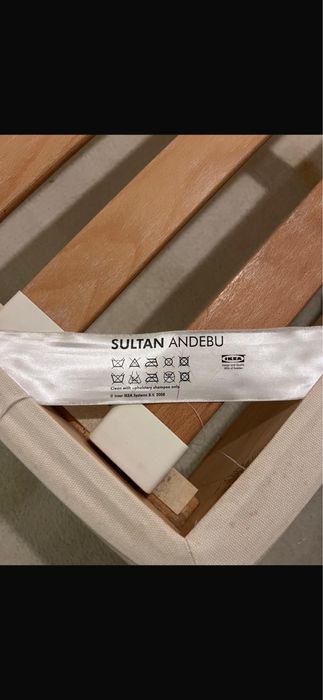 SULTAN ANDEBU
IKEA
Design and Quality
IKEA of Sweden
Clean with upholstery shampoo only
© Inter IKEA Systems B.V. 2008